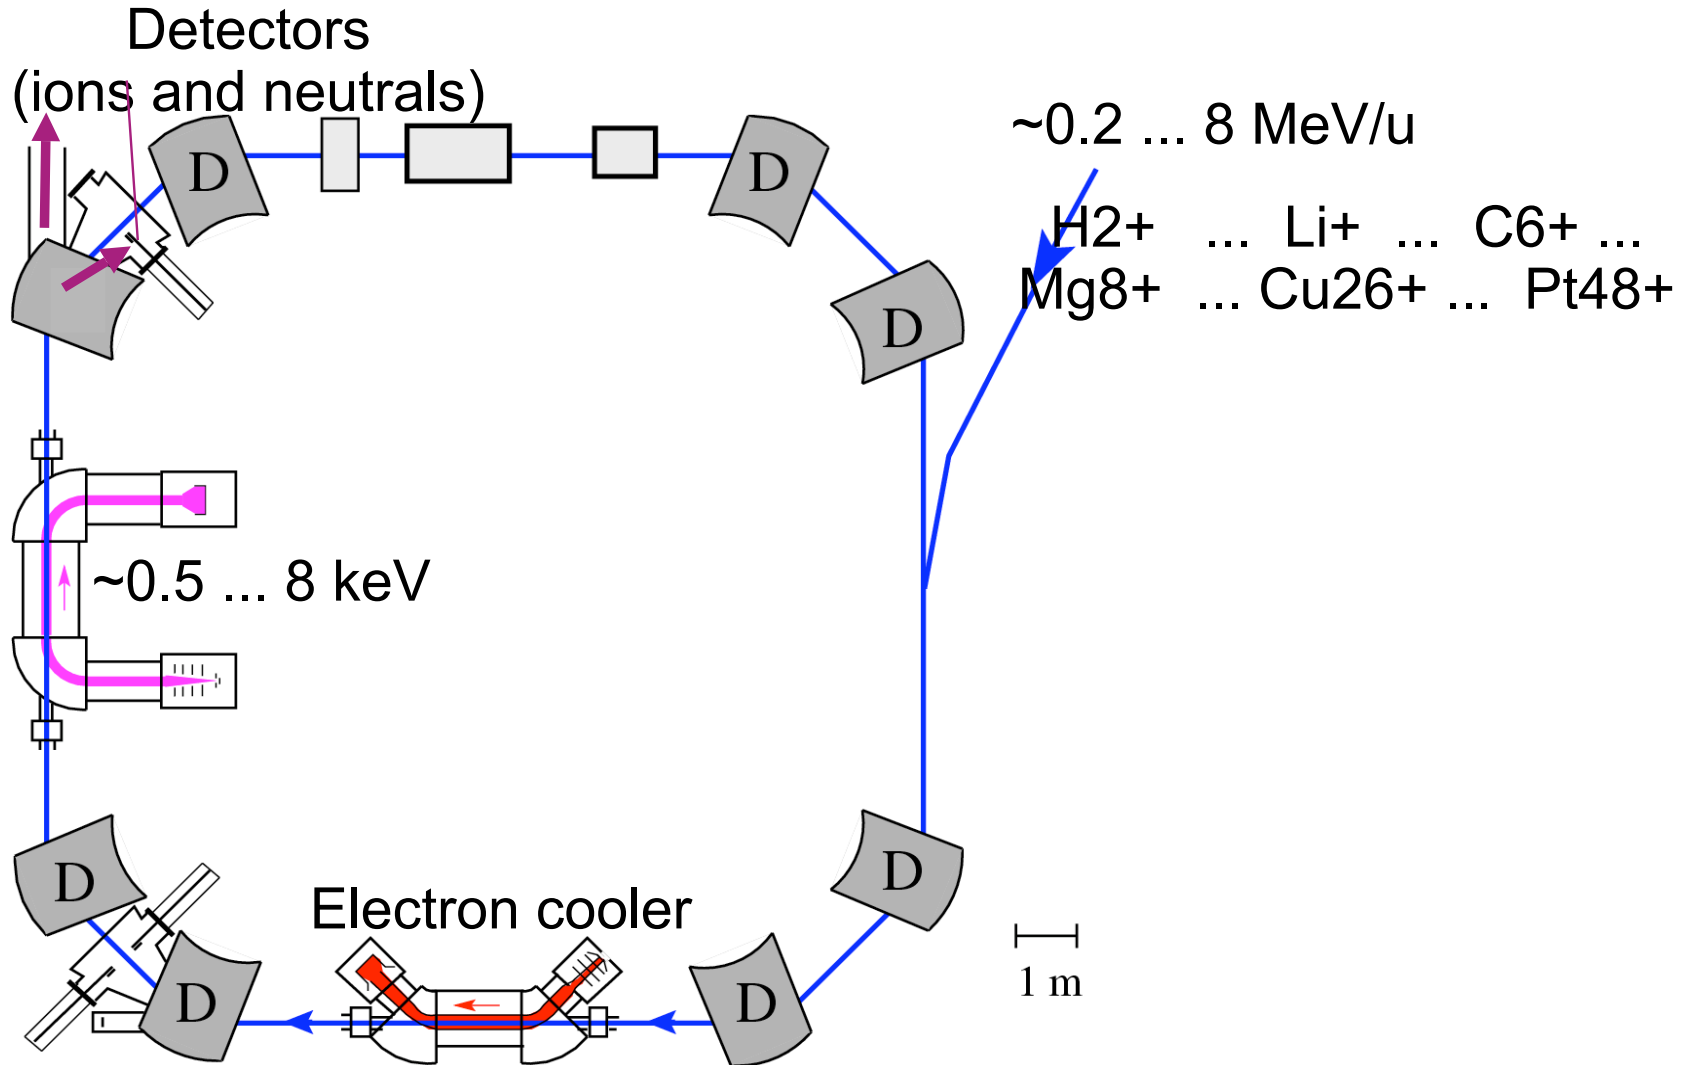 Detectors
(ions and neutrals)
~0.2 ... 8 MeV/u
H2+ ... Li+ ... C6+ ...
Mg8+ ... Cu26+ ... Pt48+
D
D
D
~0.5 ... 8 keV
D
D
Electron cooler
D
D
1 m